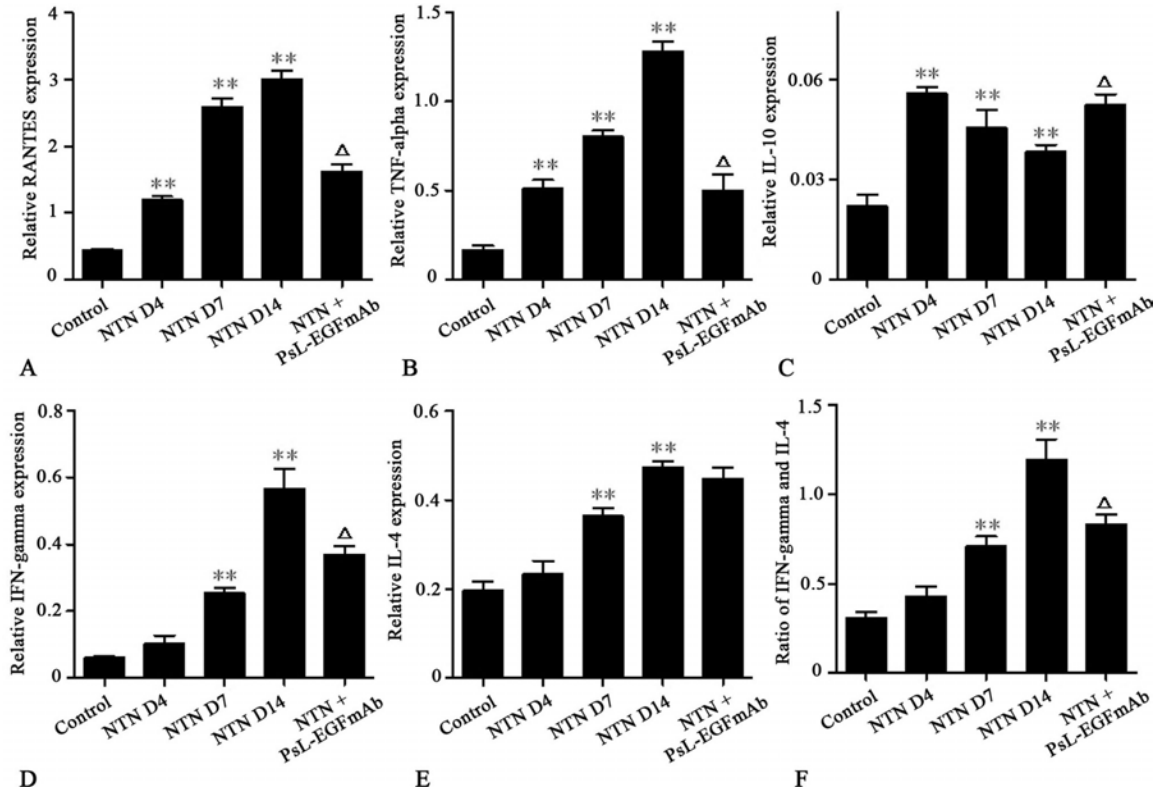 Relative RANTES expression
4
3
2
1
0
**
**
**
Δ
Control
NTN D4
NTN D7
NTN D14
NTN +
PsL-EGFmAb
A
Relative TNF-alpha expression
1.5
1.0
0.5
0
**
**
**
Δ
Control
NTN D4
NTN D7
NTN D14
NTN +
PsL-EGFmAb
B
Relative IL-10 expression
0.06
0.03
0
**
**
**
Δ
Control
NTN D4
NTN D7
NTN D14
NTN +
PsL-EGFmAb
C
Relative IFN-gamma expression
0.8
0.6
0.4
0.2
0
**
**
Δ
Control
NTN D4
NTN D7
NTN D14
NTN +
PsL-EGFmAb
D
Relative IL-4 expression
0.6
0.4
0.2
0
**
**
Control
NTN D4
NTN D7
NTN D14
NTN +
PsL-EGFmAb
E
Ratio of IFN-gamma and IL-4
1.5
1.0
0.5
0
**
**
Δ
Control
NTN D4
NTN D7
NTN D14
NTN +
PsL-EGFmAb
F